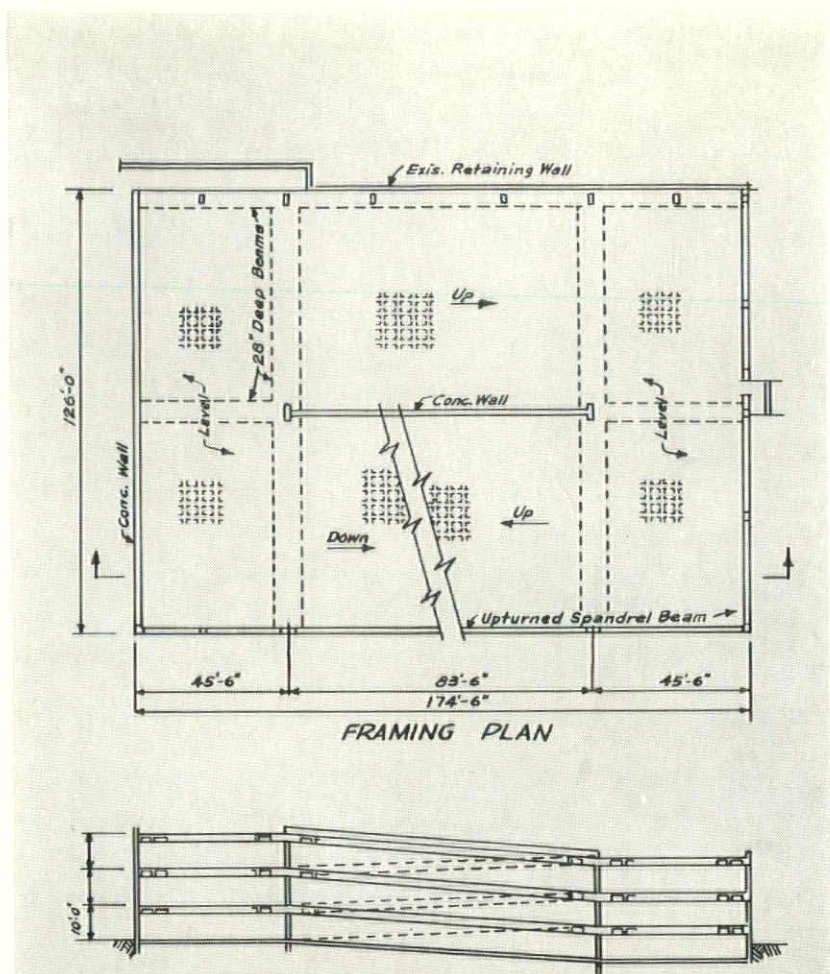 Exis. Retaining Wall
28" Deep Beams
Up
126'-0"
Conc. Wall
Level
Level
Conc. Wall
Up
Down
Upturned Spandrel Beam
45'-6"
83'-6"
45'-6"
174'-6"
FRAMING PLAN
10'-0"